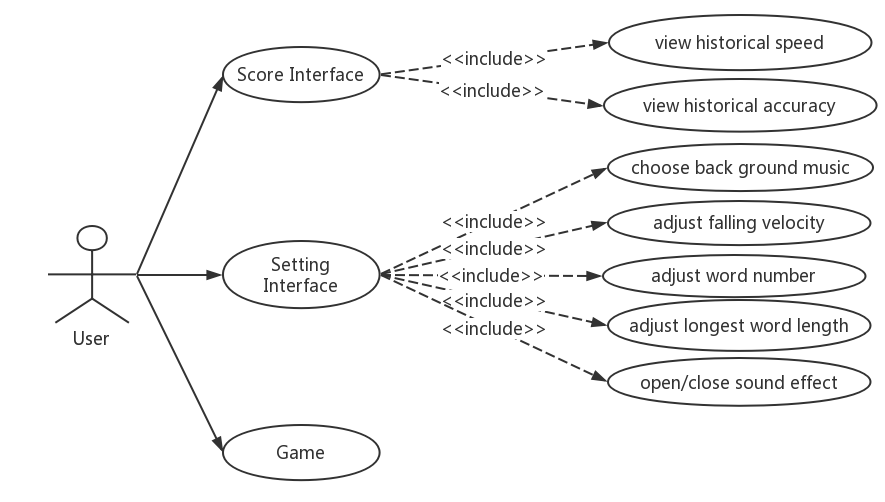 view historical speed
Score Interface
<<include>>
<<include>>
view historical accuracy
choose back ground music
<<include>>
adjust falling velocity
<<include>>
Setting
Interface
<<include>>
adjust word number
<<include>>
adjust longest word length
<<include>>
User
open/close sound effect
Game